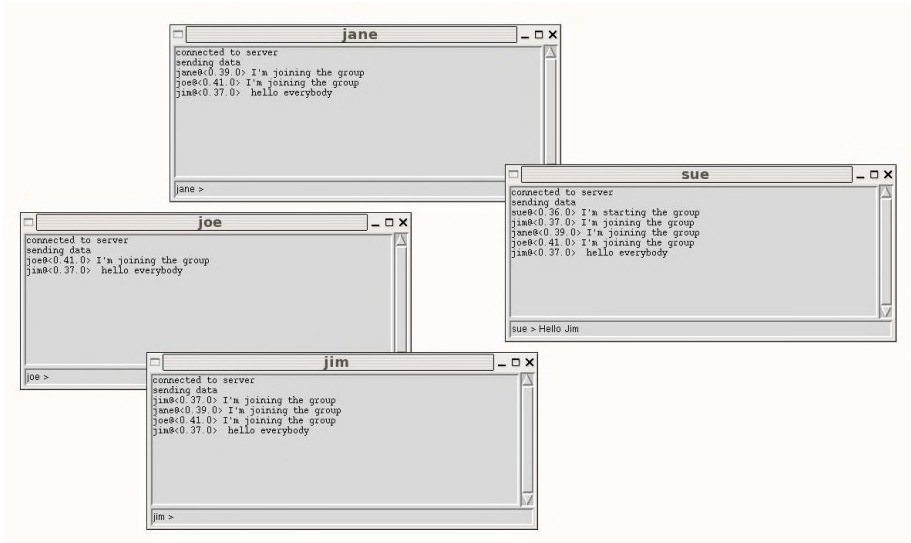 jane
connected to server
sending data
jane@<0.39.0> I'm joining the group
joe@<0.41.0> I'm joining the group
jim@<0.37.0>  hello everybody
jane >
sue
connected to server
sending data
sue@<0.36.0> I'm starting the group
jim@<0.37.0> I'm joining the group
jane@<0.39.0> I'm joining the group
joe@<0.41.0> I'm joining the group
jim@<0.37.0>  hello everybody
sue > Hello Jim
joe
connected to server
sending data
joe@<0.41.0> I'm joining the group
jim@<0.37.0>  hello everybody
joe >
jim
connected to server
sending data
jim@<0.37.0> I'm joining the group
jane@<0.39.0> I'm joining the group
joe@<0.41.0> I'm joining the group
jim@<0.37.0>  hello everybody
jim >